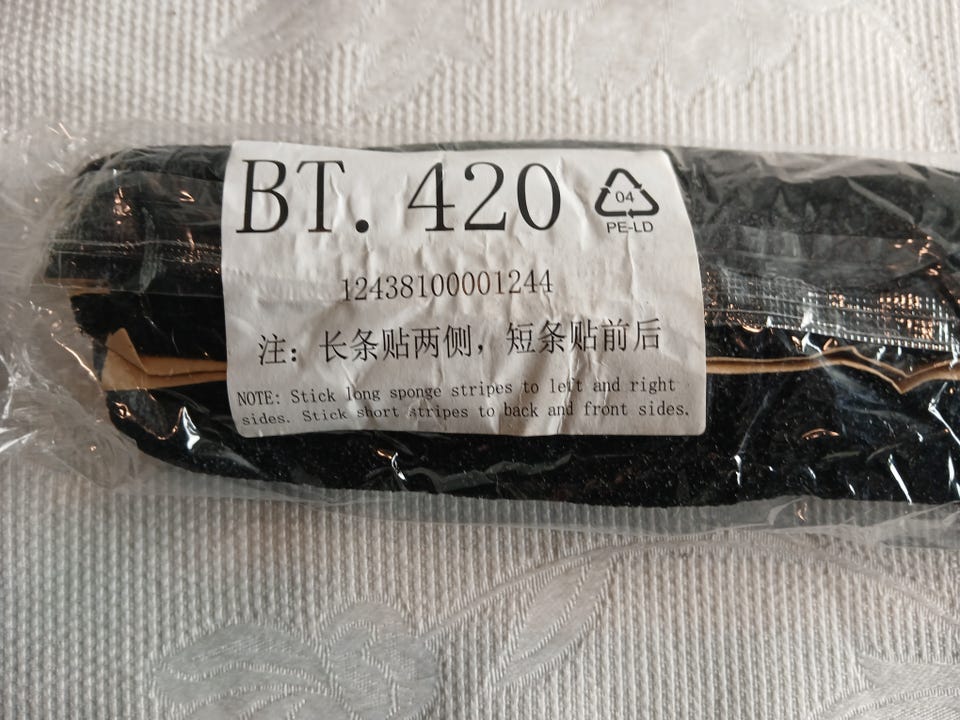 BT. 420
04
PE-LD
12438100001244
注: 长条贴两侧, 短条贴前后
NOTE: Stick long sponge stripes to left and right
sides. Stick short stripes to back and front sides.